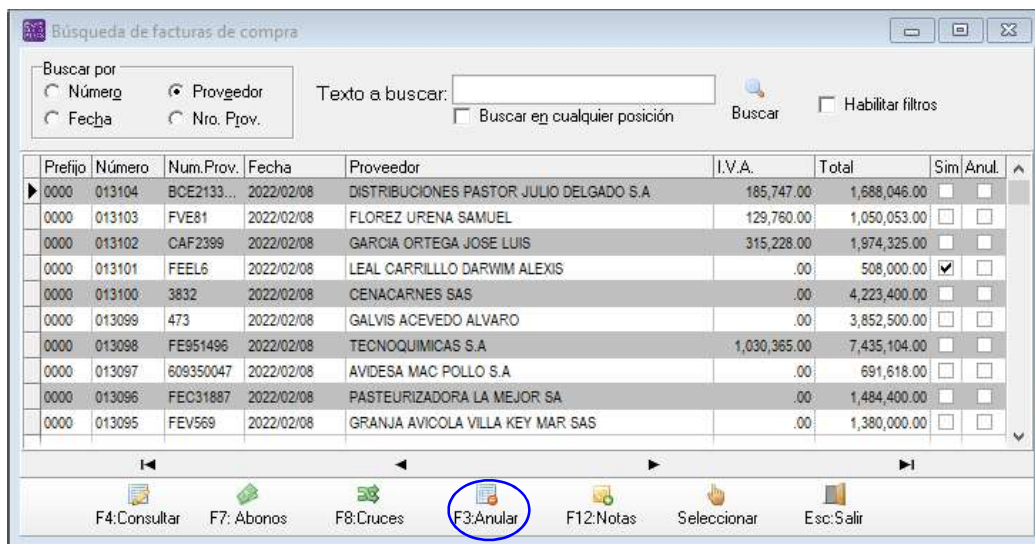 Búsqueda de facturas de compra
Buscar por
Número Proveedor
Fecha Nro. Prov.
Texto a buscar:
Buscar en cualquier posición
Buscar
Habilitar filtros
Prefijo Número Num.Prov. Fecha Proveedor I.V.A. Total Sim Anul.
0000 013104 BCE2133... 2022/02/08 DISTRIBUCIONES PASTOR JULIO DELGADO S.A 185,747.00 1,688,046.00
0000 013103 FVE81 2022/02/08 FLOREZ URENA SAMUEL 129,760.00 1,050,053.00
0000 013102 CAF2399 2022/02/08 GARCIA ORTEGA JOSE LUIS 315,228.00 1,974,325.00
0000 013101 FEEL6 2022/02/08 LEAL CARRILLLO DARWIM ALEXIS .00 508,000.00
0000 013100 3832 2022/02/08 CENACARNES SAS .00 4,223,400.00
0000 013099 473 2022/02/08 GALVIS ACEVEDO ALVARO .00 3,852,500.00
0000 013098 FE951496 2022/02/08 TECNOQUIMICAS S.A 1,030,365.00 7,435,104.00
0000 013097 609350047 2022/02/08 AVIDESA MAC POLLO S.A .00 691,618.00
0000 013096 FEC31887 2022/02/08 PASTEURIZADORA LA MEJOR SA .00 1,484,400.00
0000 013095 FEV569 2022/02/08 GRANJA AVICOLA VILLA KEY MAR SAS .00 1,380,000.00
F4:Consultar F7: Abonos F8:Cruces F3:Anular F12:Notas Seleccionar Esc:Salir